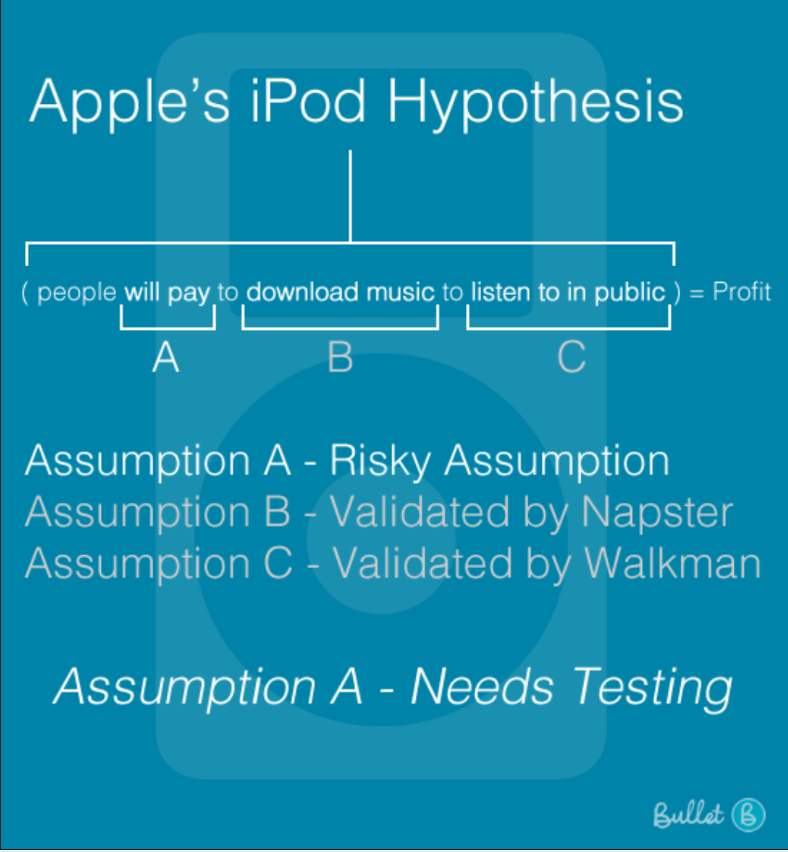 Apple's iPod Hypothesis
( people will pay to download music to listen to in public ) = Profit
A B C
Assumption A - Risky Assumption
Assumption B - Validated by Napster
Assumption C - Validated by Walkman
Assumption A - Needs Testing
Bullet B